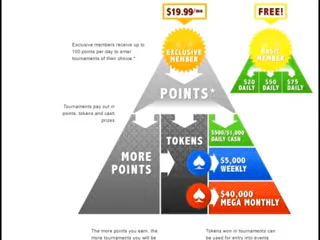 $19.99/mo
FREE!
Exclusive members receive up to
100 points per day to enter
tournaments of their choice *
EXCLUSIVE
MEMBER
BASIC
MEMBER
$20
DAILY
$50
DAILY
$75
DAILY
POINTS*
Tournaments pay out in
points, tokens and cash
prizes
MORE
POINTS
TOKENS
$500/$1,000
DAILY CASH
$5,000
WEEKLY
$40,000
MEGA MONTHLY
The more points you earn, the
more tournaments you will be
Tokens won in tournaments can
be used for entry into events